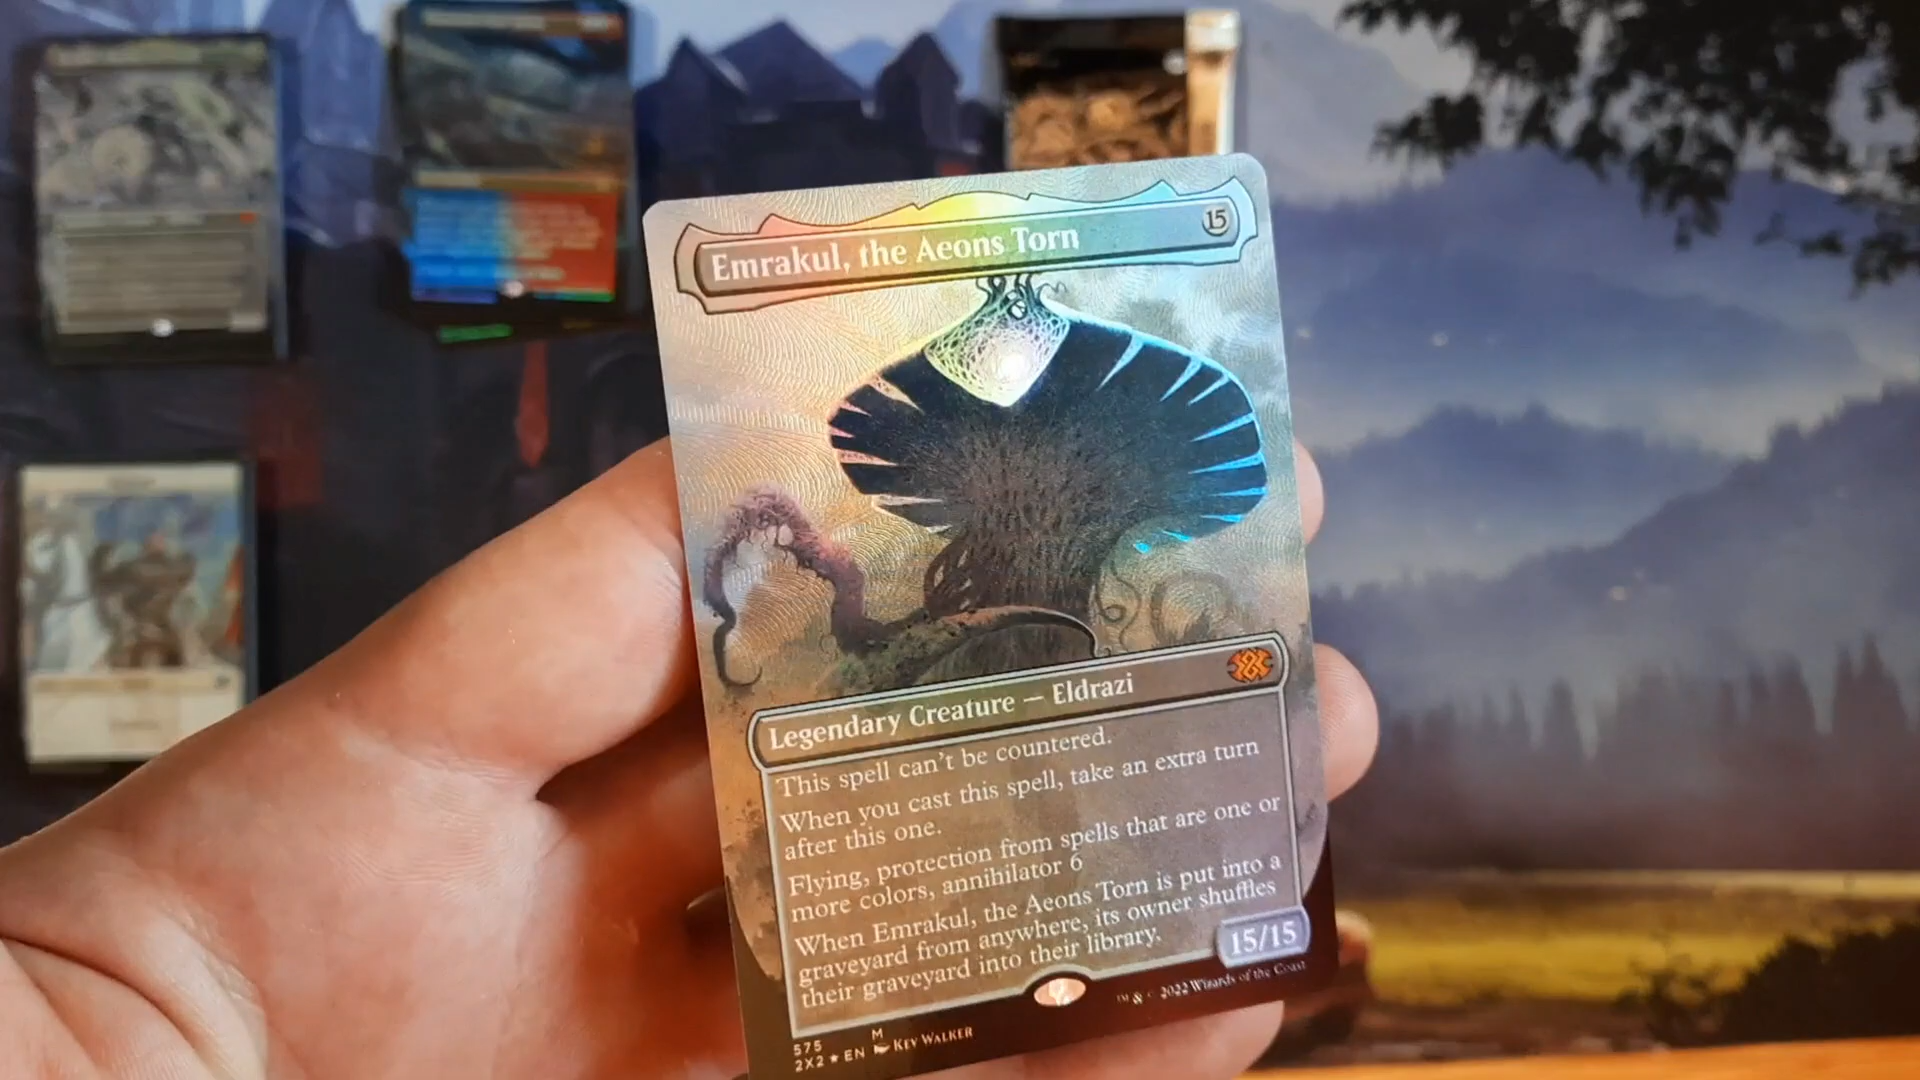 Emrakul, the Aeons Torn 15
Legendary Creature — Eldrazi
This spell can't be countered.
When you cast this spell, take an extra turn
after this one.
Flying, protection from spells that are one or
more colors, annihilator 6
When Emrakul, the Aeons Torn is put into a
graveyard from anywhere, its owner shuffles
their graveyard into their library.
15/15
575 M
2X2 ★ EN Kev Walker
™ & © 2022 Wizards of the Coast